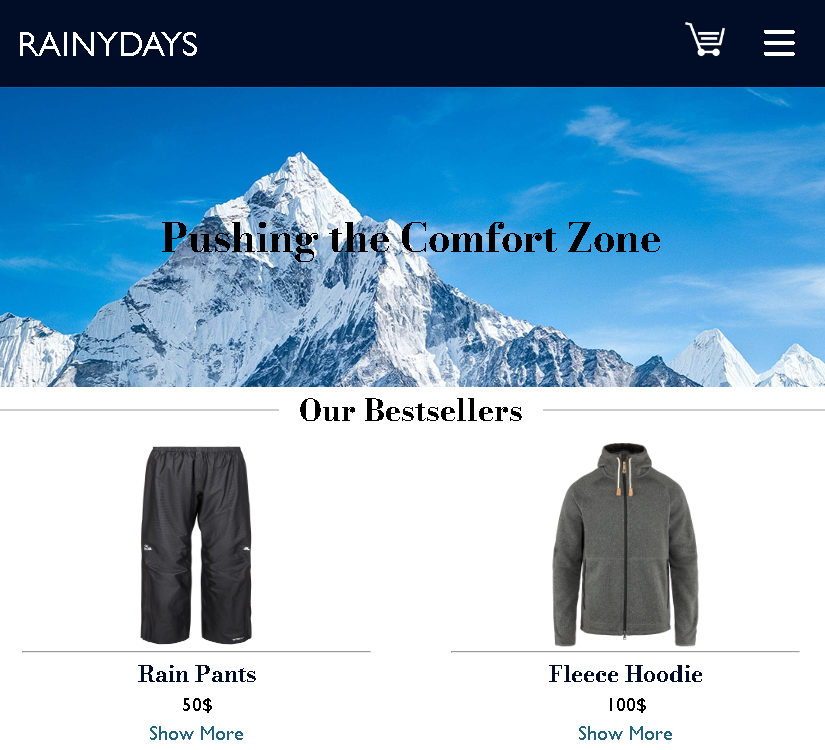 RAINYDAYS
Pushing the Comfort Zone
Our Bestsellers
Rain Pants
50$
Show More
Fleece Hoodie
100$
Show More